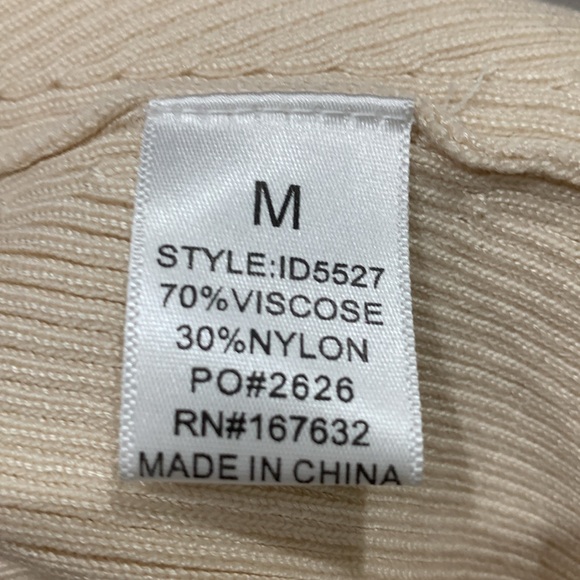 M
STYLE:ID5527
70%VISCOSE
30%NYLON
PO#2626
RN#167632
MADE IN CHINA